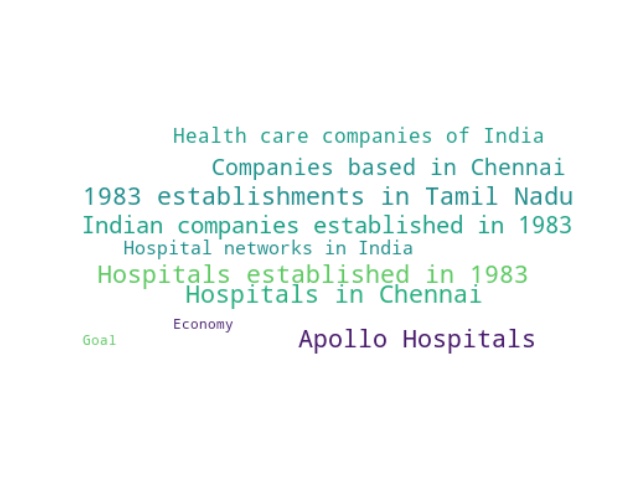 Health care companies of India
Companies based in Chennai
1983 establishments in Tamil Nadu
Indian companies established in 1983
Hospital networks in India
Hospitals established in 1983
Hospitals in Chennai
Economy
Goal
Apollo Hospitals